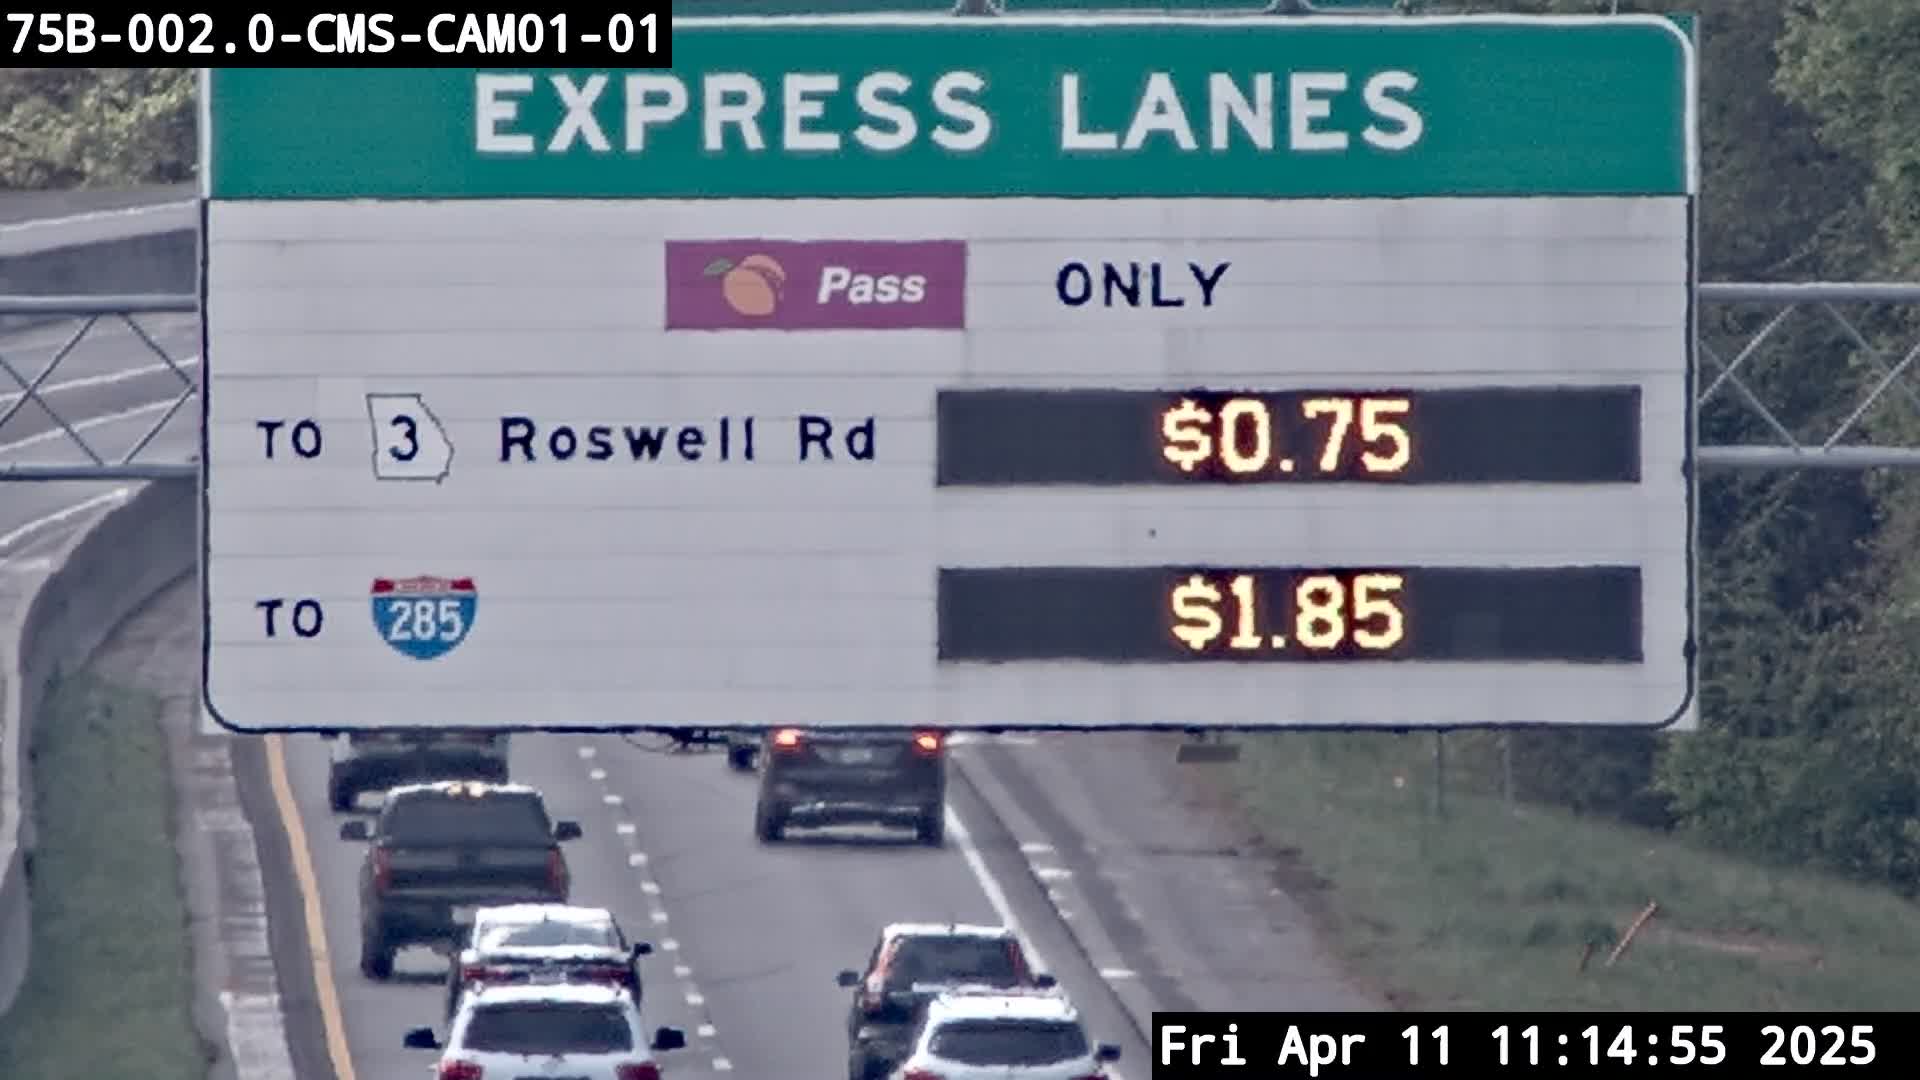 75B-002.0-CMS-CAM01-01
EXPRESS LANES
Pass ONLY
TO 3 Roswell Rd $0.75
TO 285 $1.85
Fri Apr 11 11:14:55 2025